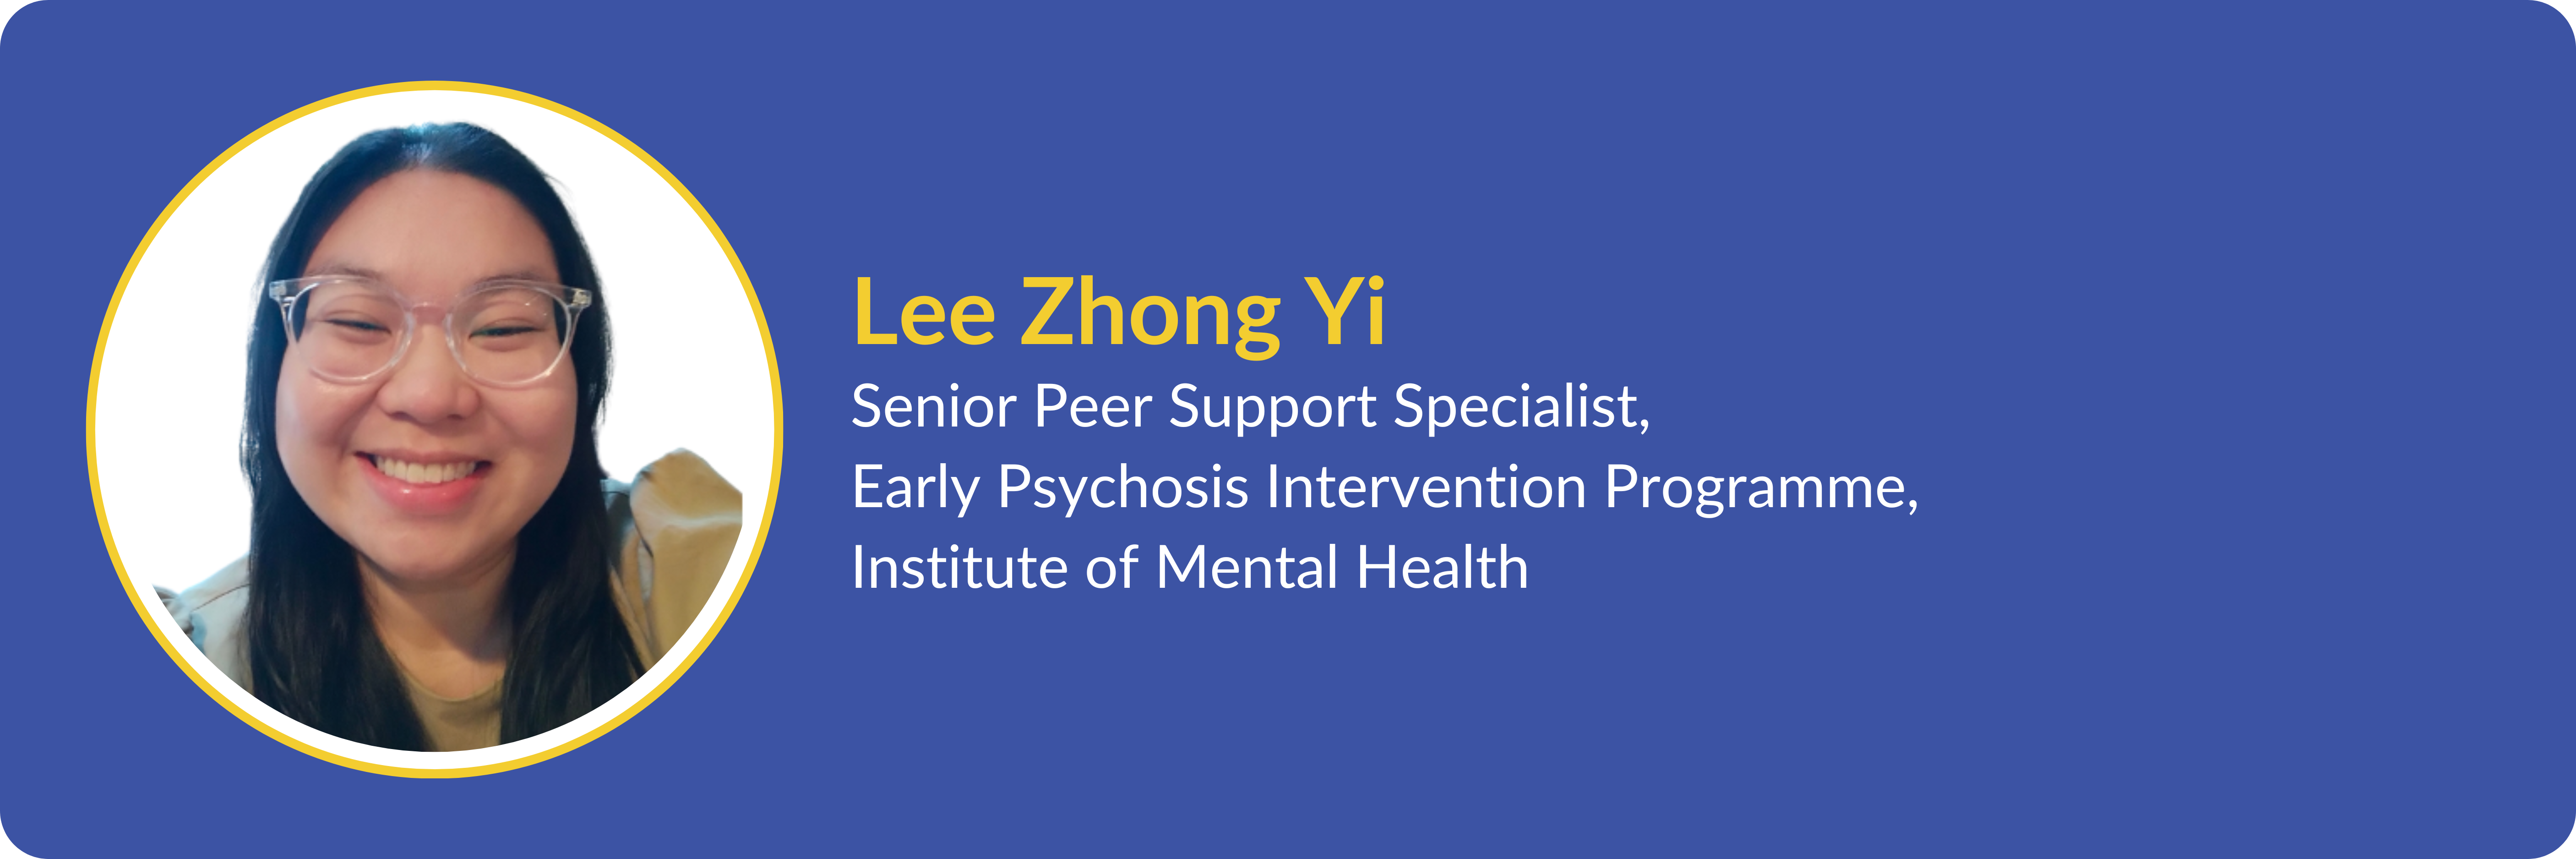 Lee Zhong Yi
Senior Peer Support Specialist,
Early Psychosis Intervention Programme,
Institute of Mental Health